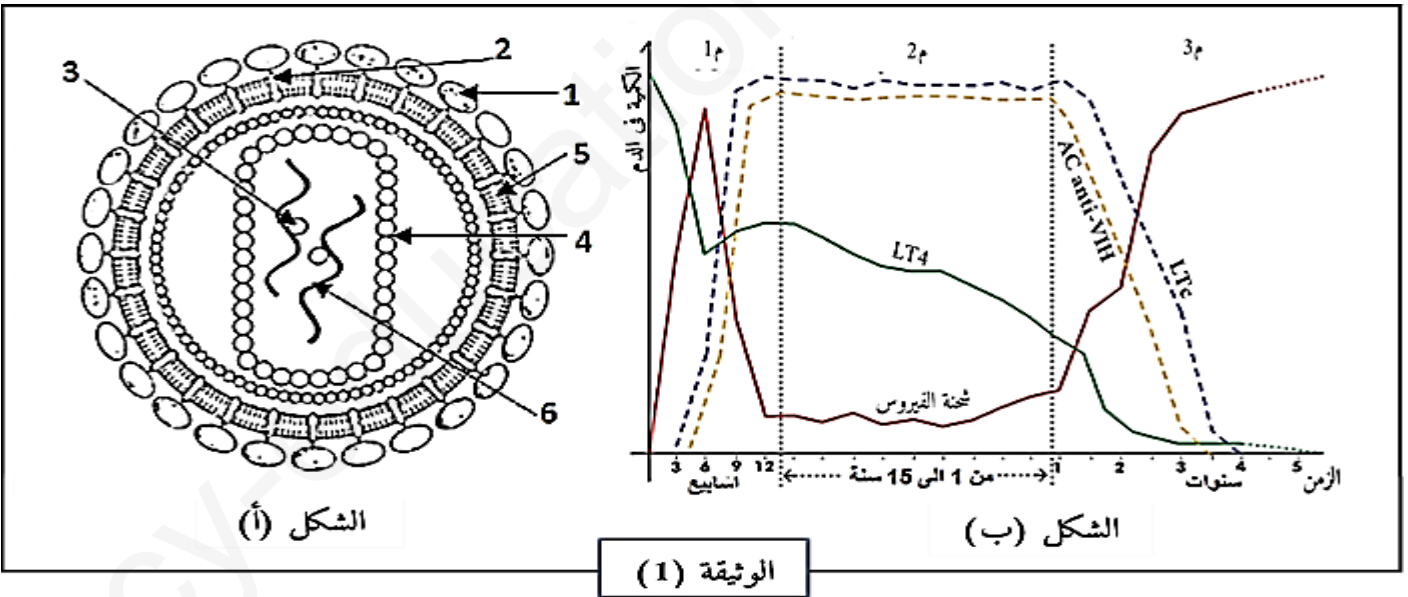 1
2
3
4
5
6
الشكل (أ)
الكمية في الدم
م1
م2
م3
LT4
AC anti-VIH
LTc
شحنة الفيروس
3 6 9 12
اسابيع
من 1 الى 15 سنة
1 2 3 4 5
سنوات
الزمن
الشكل (ب)
الوثيقة (1)